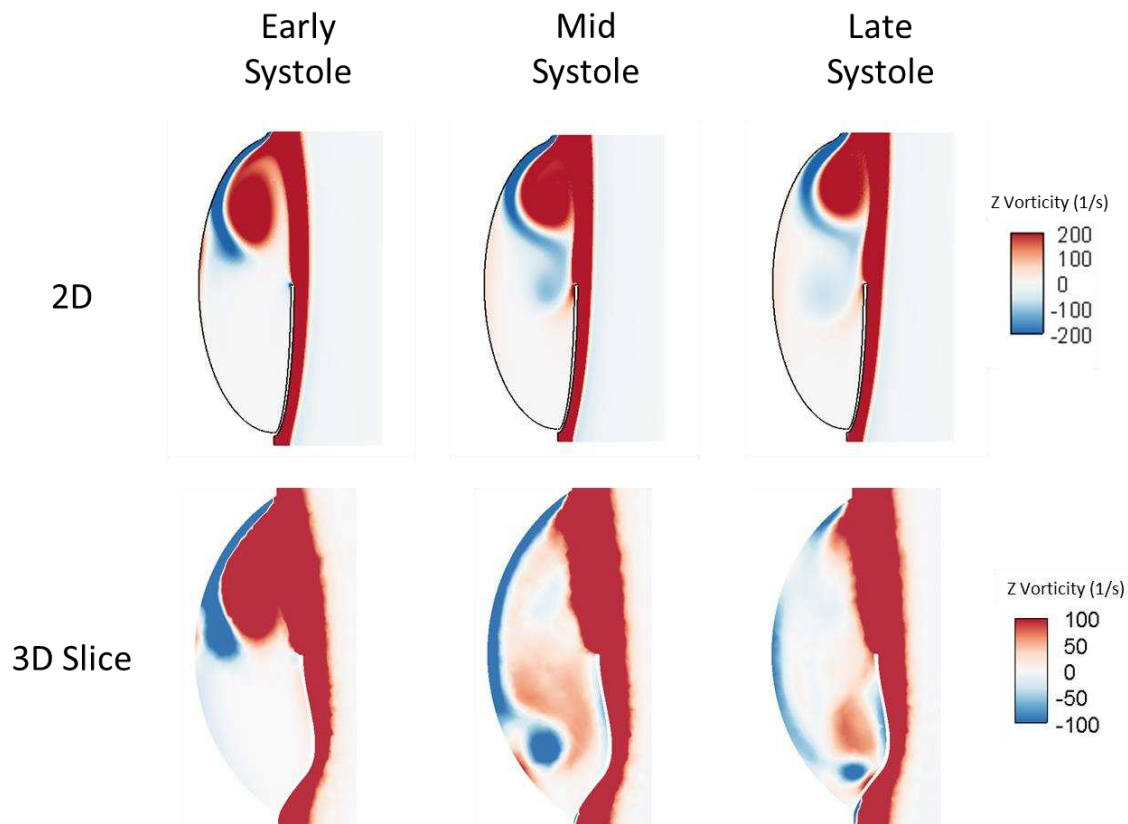 Early
Systole
Mid
Systole
Late
Systole
2D
Z Vorticity (1/s)
200
100
0
-100
-200
3D Slice
Z Vorticity (1/s)
100
50
0
-50
-100